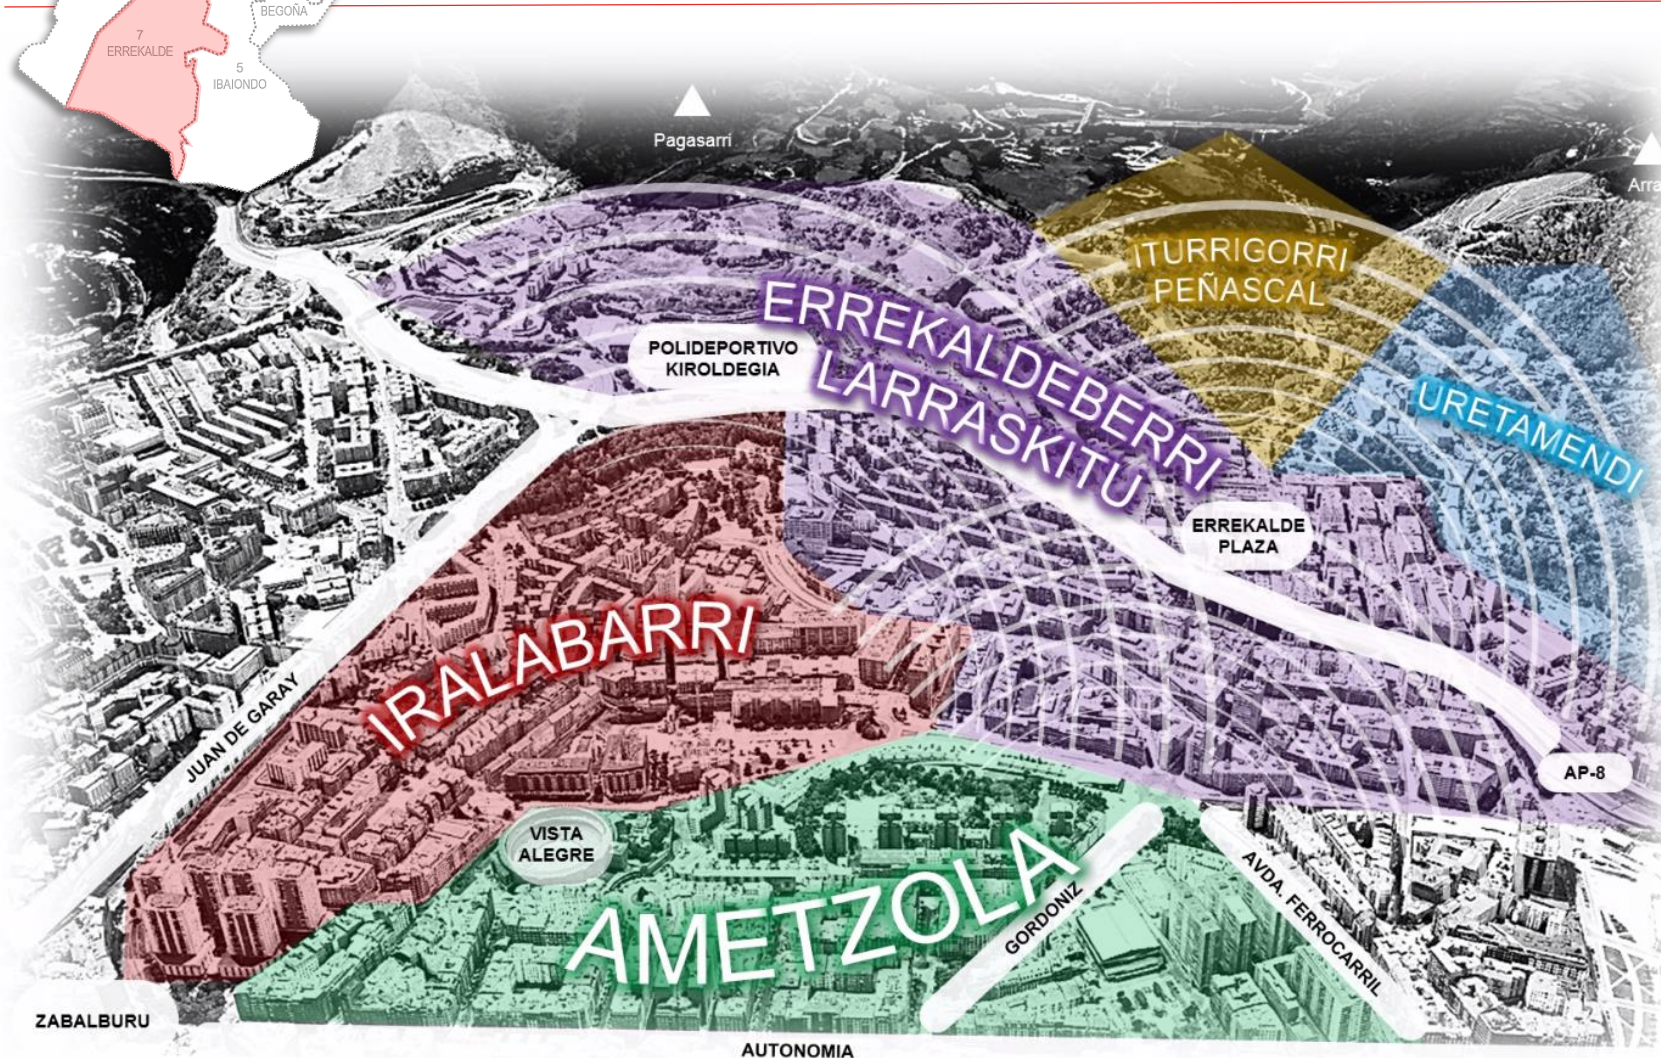 BEGOÑA
7
ERREKALDE
5
IBAIONDO
Pagasarri
Arra
ITURRIGORRI
PEÑASCAL
ERREKALDEBERRI
LARRASKITU
URETAMENDI
POLIDEPORTIVO
KIROLDEGIA
ERREKALDE
PLAZA
IRALABARRI
JUAN DE GARAY
AP-8
VISTA
ALEGRE
AMETZOLA
GORDONIZ
AVDA. FERROCARRIL
ZABALBURU
AUTONOMIA